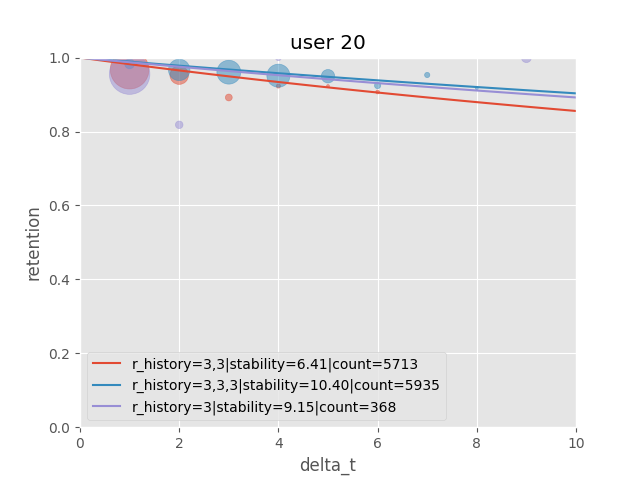 user 20
retention
1.0
0.8
0.6
0.4
0.2
0.0
r_history=3,3|stability=6.41|count=5713
r_history=3,3,3|stability=10.40|count=5935
r_history=3|stability=9.15|count=368
0 2 4 6 8 10
delta_t